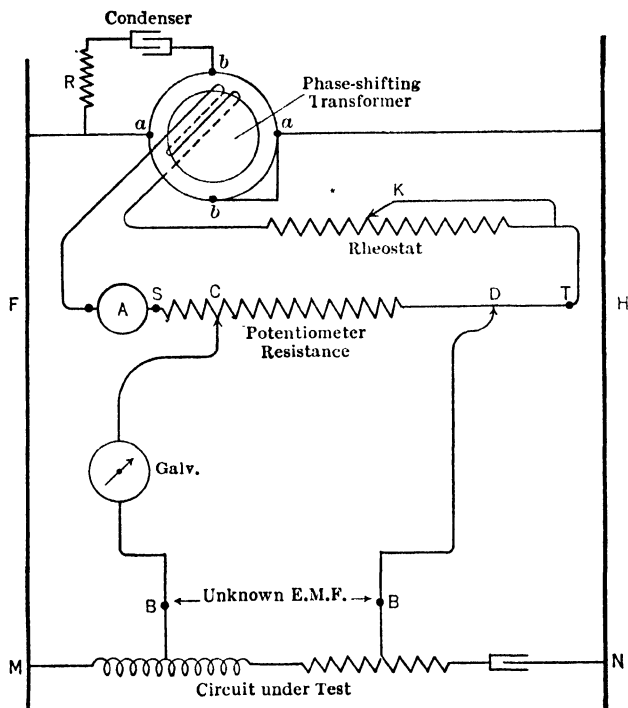 Condenser
R
b
Phase-shifting
Transformer
a
a
b
K
Rheostat
F
A
S
C
D
T
H
Potentiometer
Resistance
Galv.
B
Unknown E.M.F.
B
M
N
Circuit under Test